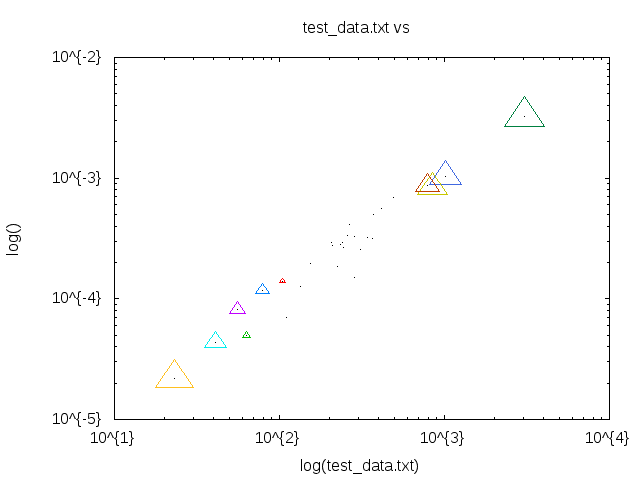 test_data.txt vs
10^{-2}
10^{-3}
log()
10^{-4}
10^{-5}
10^{1} 10^{2} 10^{3} 10^{4}
log(test_data.txt)